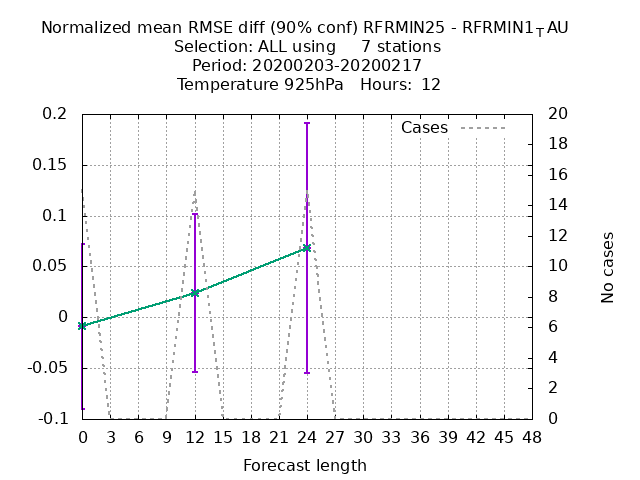 Normalized mean RMSE diff (90% conf) RFRMIN25 - RFRMIN1_TAU
Selection: ALL using 7 stations
Period: 20200203-20200217
Temperature 925hPa Hours: 12
Cases
0.2
0.15
0.1
0.05
0
-0.05
-0.1
20
18
16
14
12
10
8
6
4
2
0
No cases
0 3 6 9 12 15 18 21 24 27 30 33 36 39 42 45 48
Forecast length